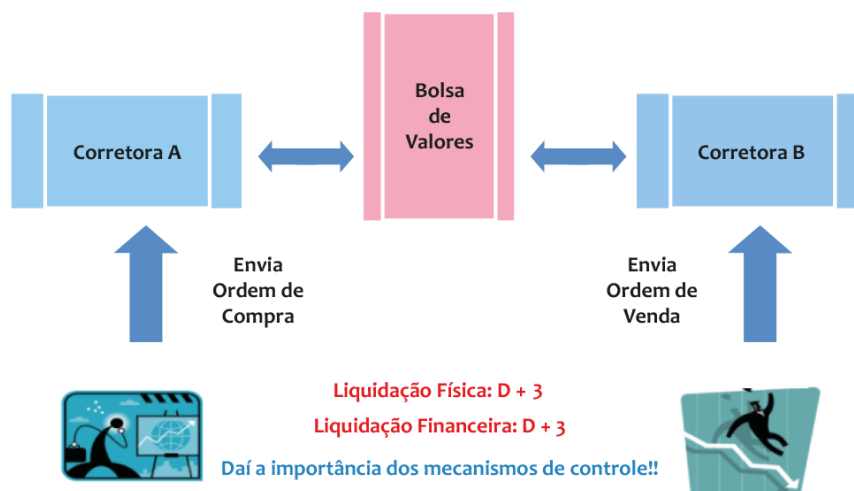 Bolsa
de
Valores
Corretora A
Corretora B
Envia
Ordem de
Compra
Envia
Ordem de
Venda
Liquidação Física: D + 3
Liquidação Financeira: D + 3
Daí a importância dos mecanismos de controle!!